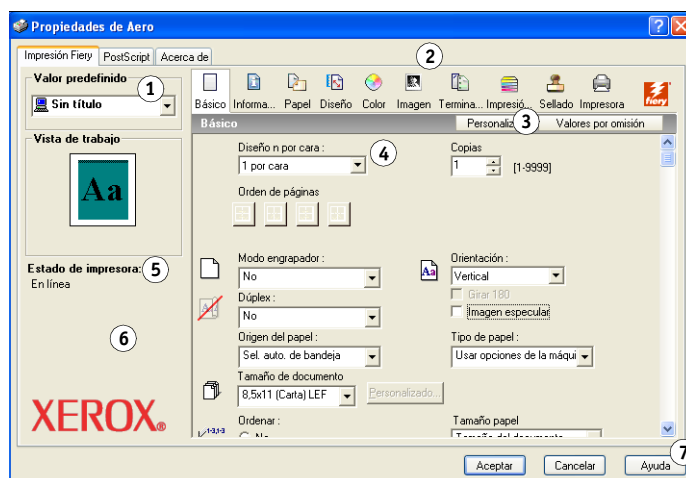 Propiedades de Aero
Impresión Fiery PostScript Acerca de
Valor predefinido
1
Sin título
Vista de trabajo
Aa
Estado de impresora:
5
En línea
6
XEROX®
2
Básico Informa... Papel Diseño Color Imagen Termina... Impresió... Sellado Impresora
fiery
Básico
3
Valores por omisión
Diseño n por cara :
4
1 por cara
Copias
1 [1-9999]
Orden de páginas
Modo engrapador :
No
Aa
Orientación :
Vertical
Girar 180
Imagen especular
Dúplex :
No
Origen del papel :
Sel. auto. de bandeja
Tipo de papel :
Usar opciones de la máqui
Tamaño de documento
8,5x11 (Carta) LEF
Personalizado...
Ordenar :
1-3,1-3
Tamaño papel
Aceptar Cancelar Ayuda
7